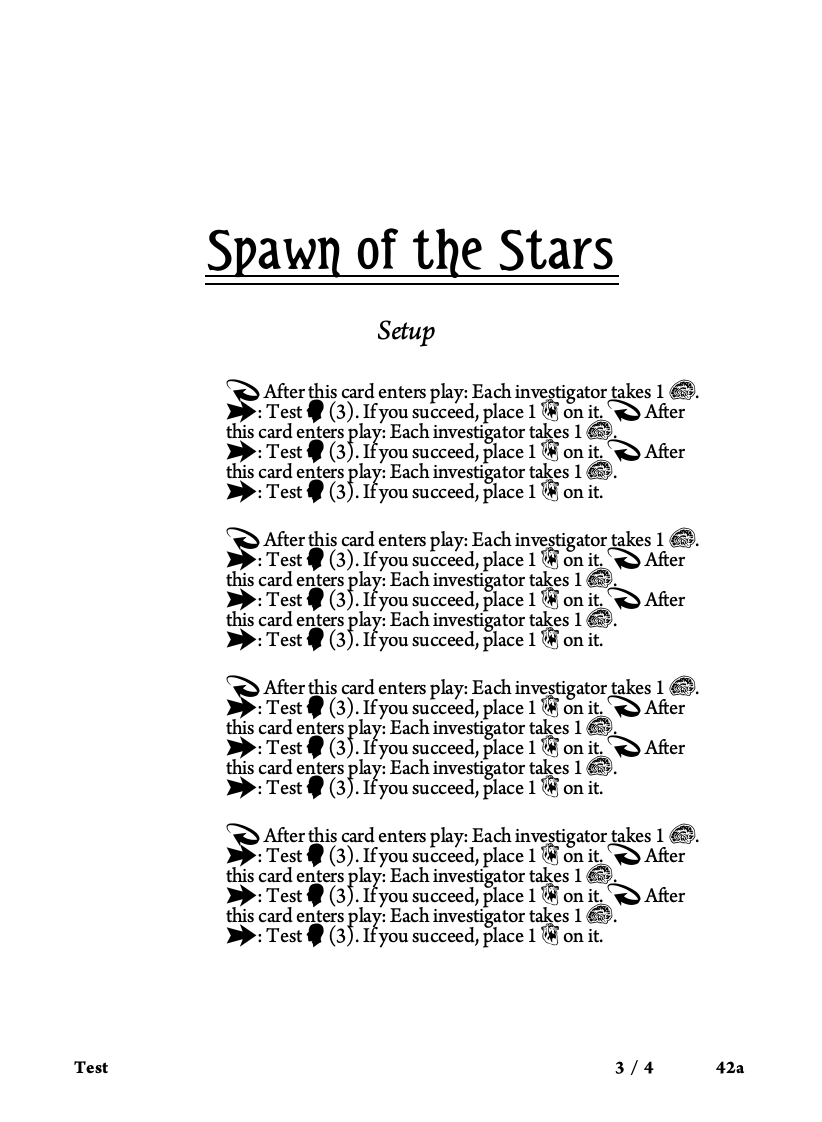 Spawn of the Stars
Setup
After this card enters play: Each investigator takes 1 .
: Test (3). If you succeed, place 1 on it. After
this card enters play: Each investigator takes 1 .
: Test (3). If you succeed, place 1 on it. After
this card enters play: Each investigator takes 1 .
: Test (3). If you succeed, place 1 on it.
After this card enters play: Each investigator takes 1 .
: Test (3). If you succeed, place 1 on it. After
this card enters play: Each investigator takes 1 .
: Test (3). If you succeed, place 1 on it. After
this card enters play: Each investigator takes 1 .
: Test (3). If you succeed, place 1 on it.
After this card enters play: Each investigator takes 1 .
: Test (3). If you succeed, place 1 on it. After
this card enters play: Each investigator takes 1 .
: Test (3). If you succeed, place 1 on it. After
this card enters play: Each investigator takes 1 .
: Test (3). If you succeed, place 1 on it.
After this card enters play: Each investigator takes 1 .
: Test (3). If you succeed, place 1 on it. After
this card enters play: Each investigator takes 1 .
: Test (3). If you succeed, place 1 on it. After
this card enters play: Each investigator takes 1 .
: Test (3). If you succeed, place 1 on it.
Test 3 / 4 42a